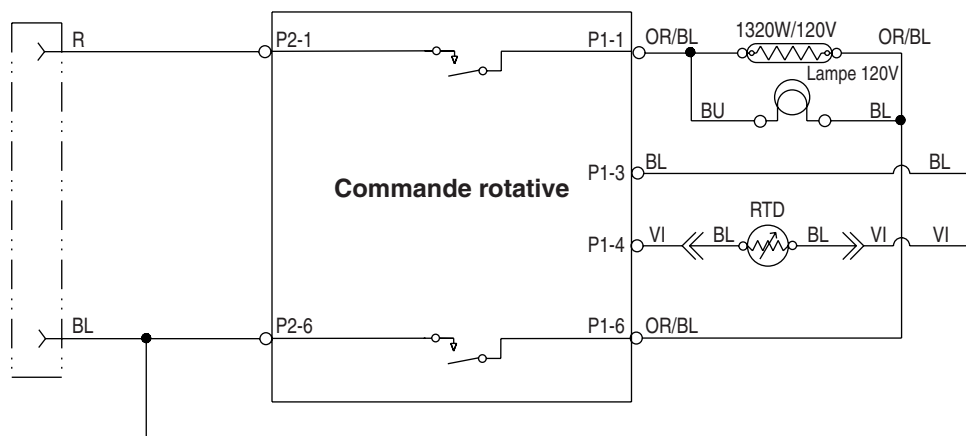 R
P2-1
P1-1
OR/BL
1320W/120V
OR/BL
Lampe 120V
BU
BL
P1-3
BL
BL
Commande rotative
RTD
P1-4
VI
BL
BL
VI
VI
BL
P2-6
P1-6
OR/BL